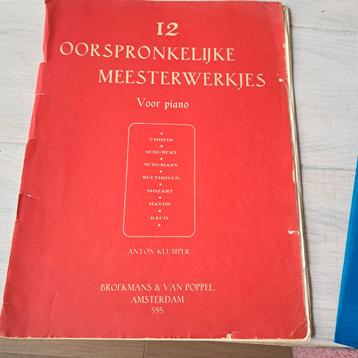 12
OORSPRONKELIJKE
MEESTERWERKJES
Voor piano
CHOPIN
SCHUBERT
SCHUMANN
BEETHOVEN
MOZART
HAYDN
BACH
ANTON KLUMPER
BROEKMANS & VAN POPPEL,
AMSTERDAM
595